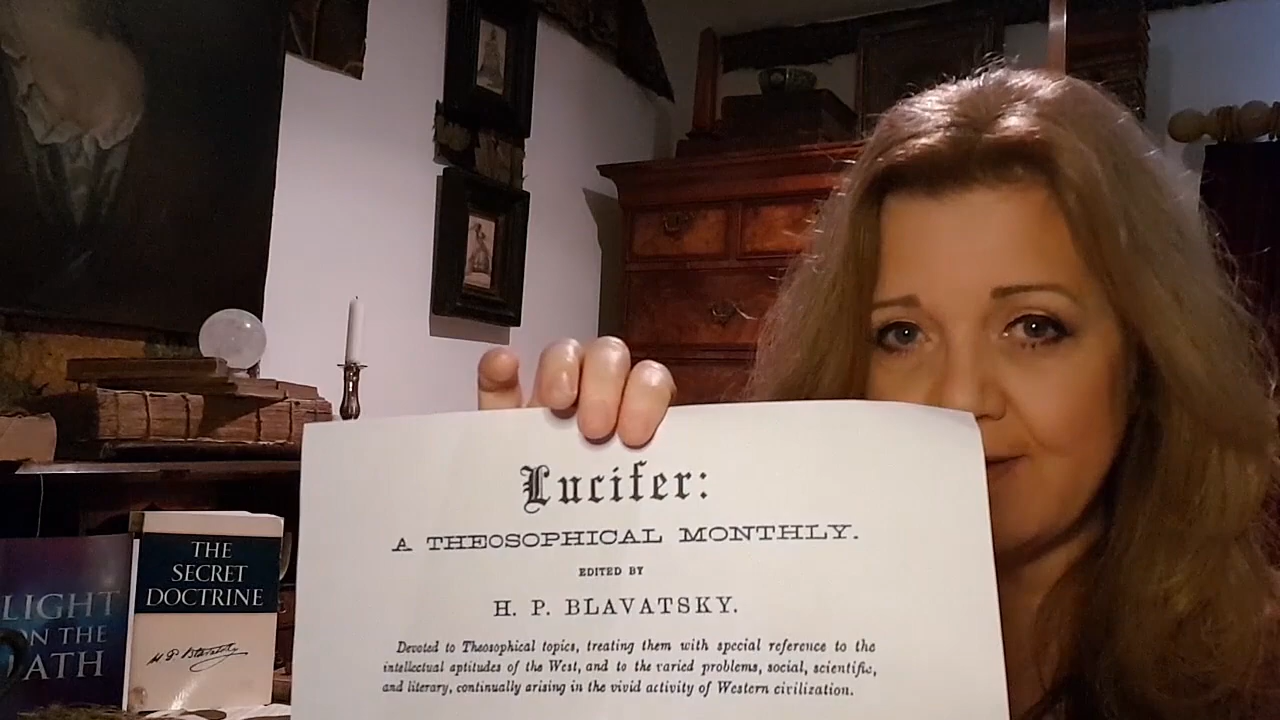 Lucifer:
A THEOSOPHICAL MONTHLY.
EDITED BY
H. P. BLAVATSKY.
Devoted to Theosophical topics, treating them with special reference to the
intellectual aptitudes of the West, and to the varied problems, social, scientific,
and literary, continually arising in the vivid activity of Western civilization.
LIGHT
ON THE
PATH
THE
SECRET
DOCTRINE
H P Blavatsky